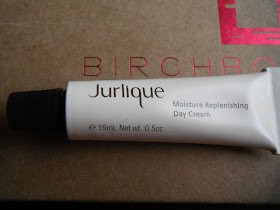 BIRCHBO
Jurlique
Moisture Replenishing
Day Cream
℮ 15mL Net wt. 0.5oz.